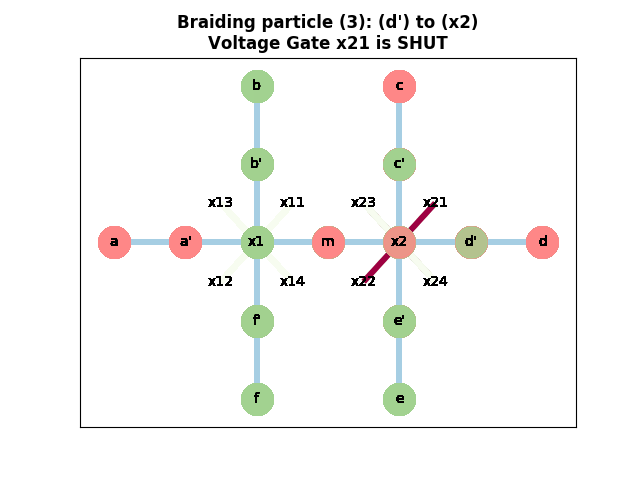 Braiding particle (3): (d') to (x2)
Voltage Gate x21 is SHUT
b
c
b'
c'
x13
x11
x23
x21
a
a'
x1
m
x2
d'
d
x12
x14
x22
x24
f'
e'
f
e